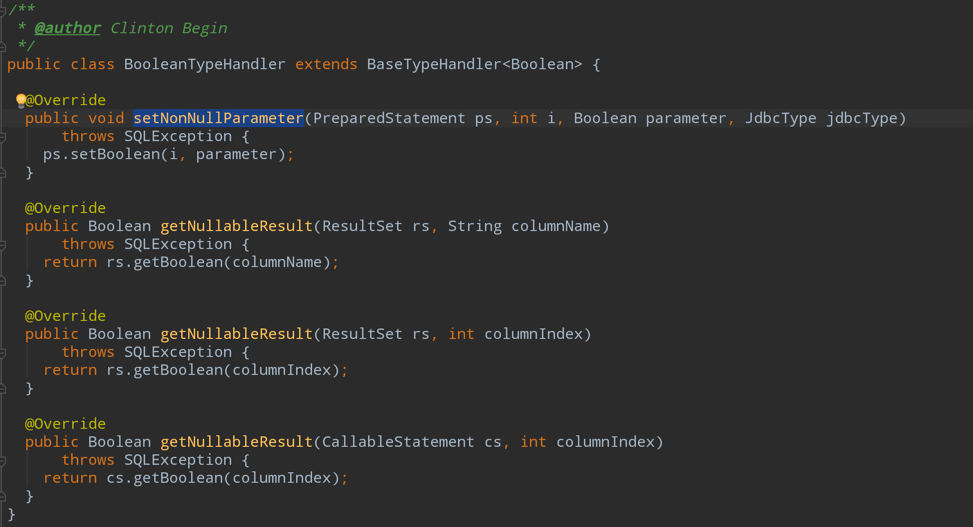 /**
 * @author Clinton Begin
 */
public class BooleanTypeHandler extends BaseTypeHandler<Boolean> {

  @Override
  public void setNonNullParameter(PreparedStatement ps, int i, Boolean parameter, JdbcType jdbcType)
      throws SQLException {
    ps.setBoolean(i, parameter);
  }

  @Override
  public Boolean getNullableResult(ResultSet rs, String columnName)
      throws SQLException {
    return rs.getBoolean(columnName);
  }

  @Override
  public Boolean getNullableResult(ResultSet rs, int columnIndex)
      throws SQLException {
    return rs.getBoolean(columnIndex);
  }

  @Override
  public Boolean getNullableResult(CallableStatement cs, int columnIndex)
      throws SQLException {
    return cs.getBoolean(columnIndex);
  }
}